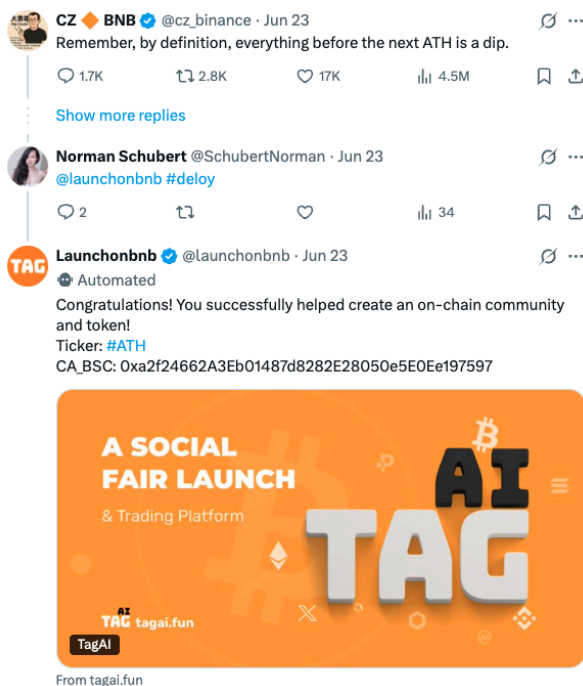 CZ 🔶 BNB @cz_binance · Jun 23
Remember, by definition, everything before the next ATH is a dip.
1.7K 2.8K 17K 4.5M
Show more replies
Norman Schubert @SchubertNorman · Jun 23
@launchonbnb #deloy
2 34
TAG
Launchonbnb @launchonbnb · Jun 23
Automated
Congratulations! You successfully helped create an on-chain community
and token!
Ticker: #ATH
CA_BSC: 0xa2f24662A3Eb01487d8282E28050e5E0Ee197597
A SOCIAL
FAIR LAUNCH
& Trading Platform
AI
TAG
AI
TAG tagai.fun
TagAI
From tagai.fun